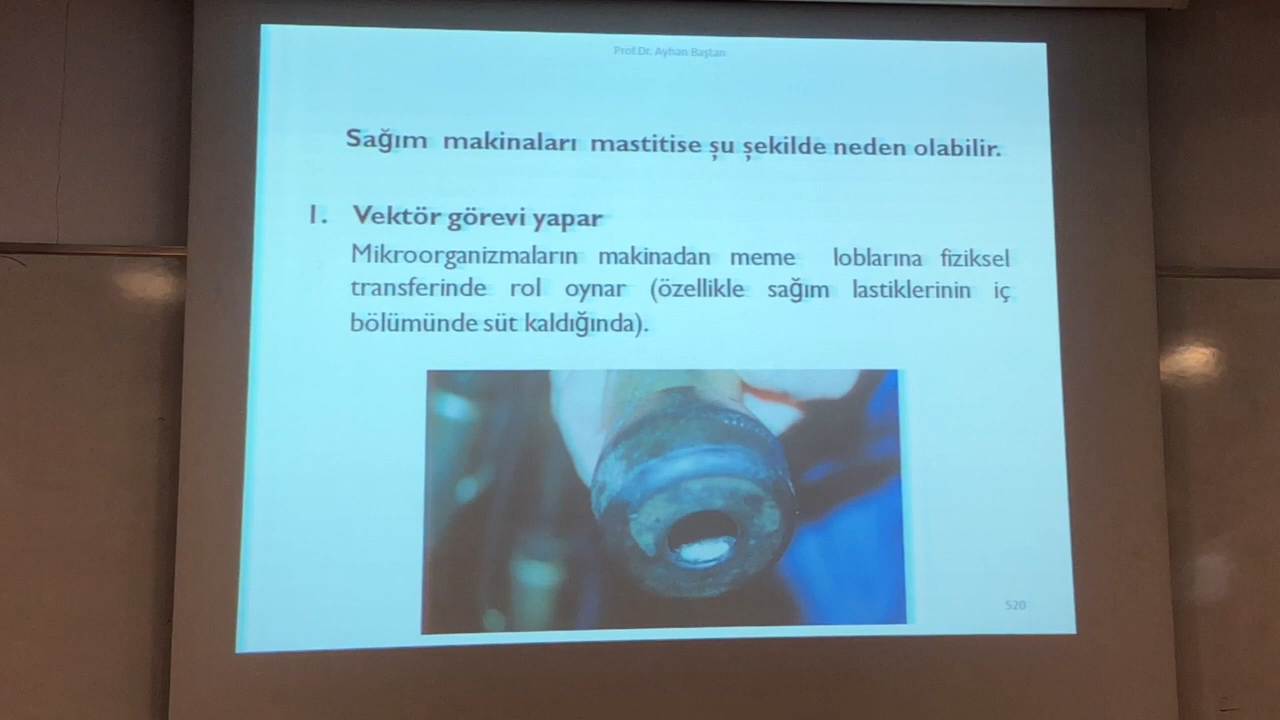 Prof.Dr. Ayhan Baştan
Sağım makinaları mastitise şu şekilde neden olabilir.
1. Vektör görevi yapar
Mikroorganizmaların makinadan meme loblarına fiziksel
transferinde rol oynar (özellikle sağım lastiklerinin iç
bölümünde süt kaldığında).
520